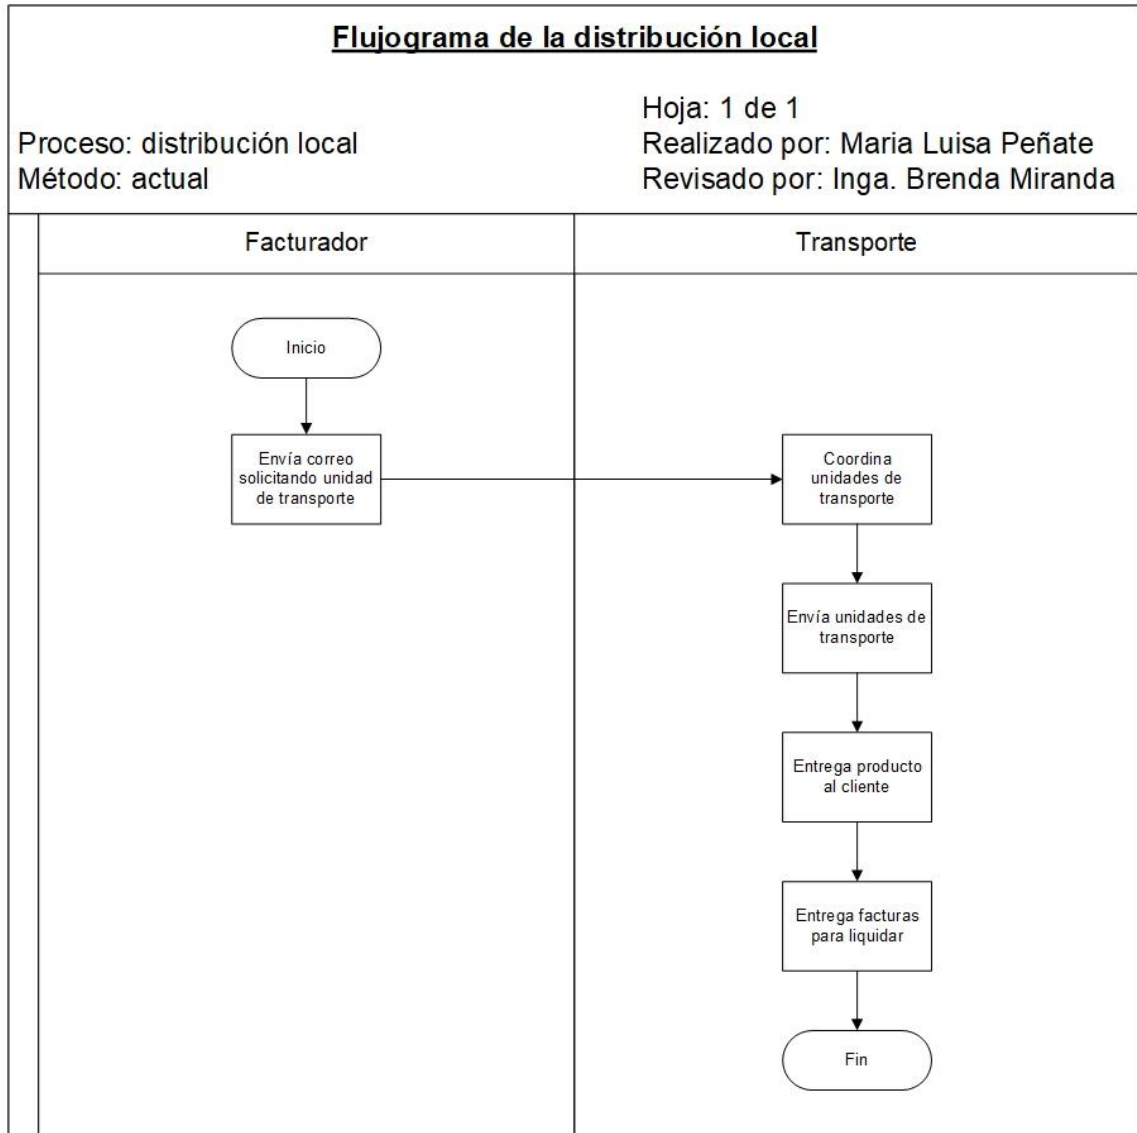 Flujograma de la distribución local
Hoja: 1 de 1
Proceso: distribución local
Realizado por: Maria Luisa Peñate
Método: actual
Revisado por: Inga. Brenda Miranda
Facturador
Transporte
Inicio
Envía correo
solicitando unidad
de transporte
Coordina
unidades de
transporte
Envía unidades de
transporte
Entrega producto
al cliente
Entrega facturas
para liquidar
Fin